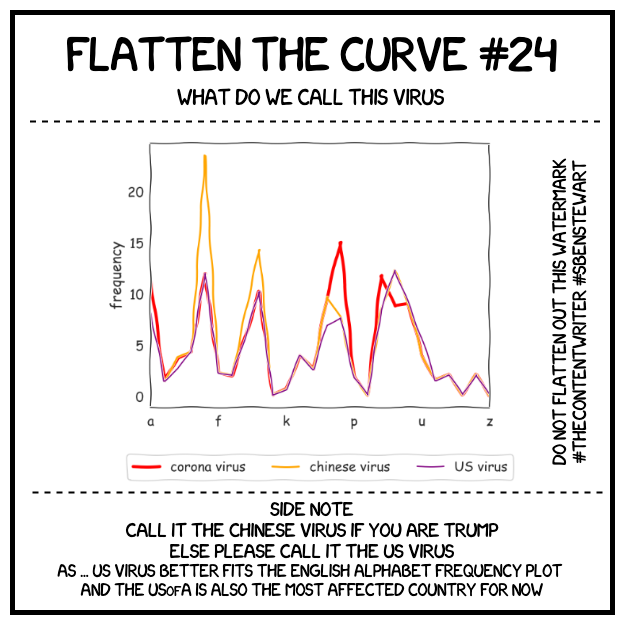 FLATTEN THE CURVE #24
WHAT DO WE CALL THIS VIRUS
frequency
20
15
10
5
0
a f k p u z
corona virus chinese virus US virus
DO NOT FLATTEN OUT THIS WATERMARK
#THECONTENTWRITER #SBENSTEWART
SIDE NOTE
CALL IT THE CHINESE VIRUS IF YOU ARE TRUMP
ELSE PLEASE CALL IT THE US VIRUS
AS ... US VIRUS BETTER FITS THE ENGLISH ALPHABET FREQUENCY PLOT
AND THE USOFA IS ALSO THE MOST AFFECTED COUNTRY FOR NOW